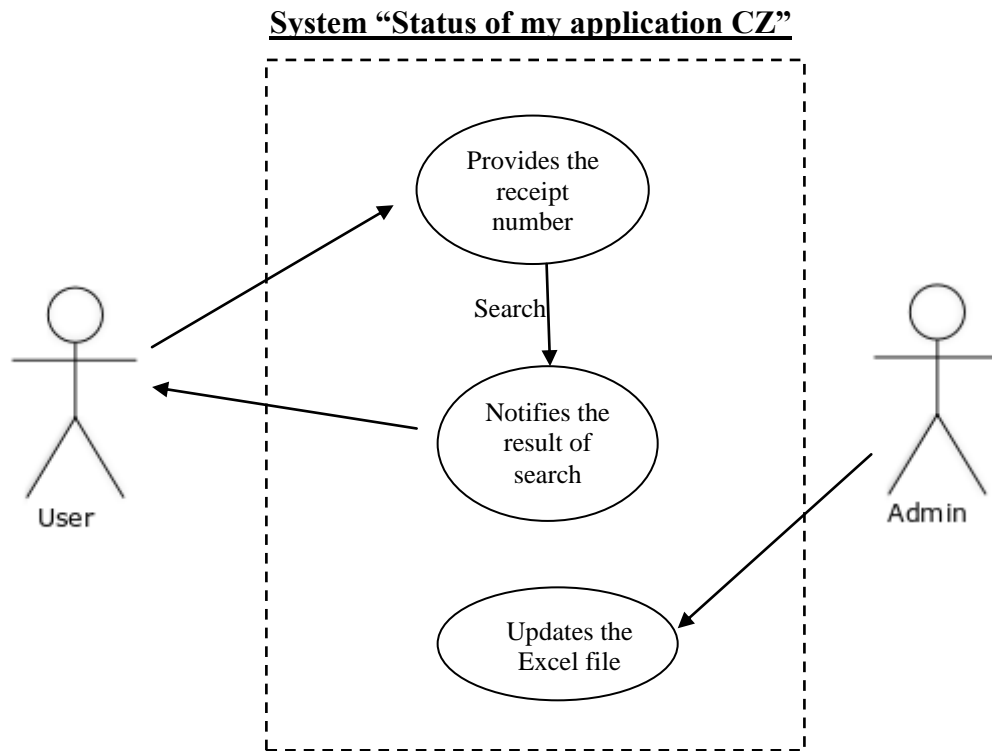 System “Status of my application CZ”
Provides the
receipt
number
Search
Notifies the
result of
search
User
Admin
Updates the
Excel file